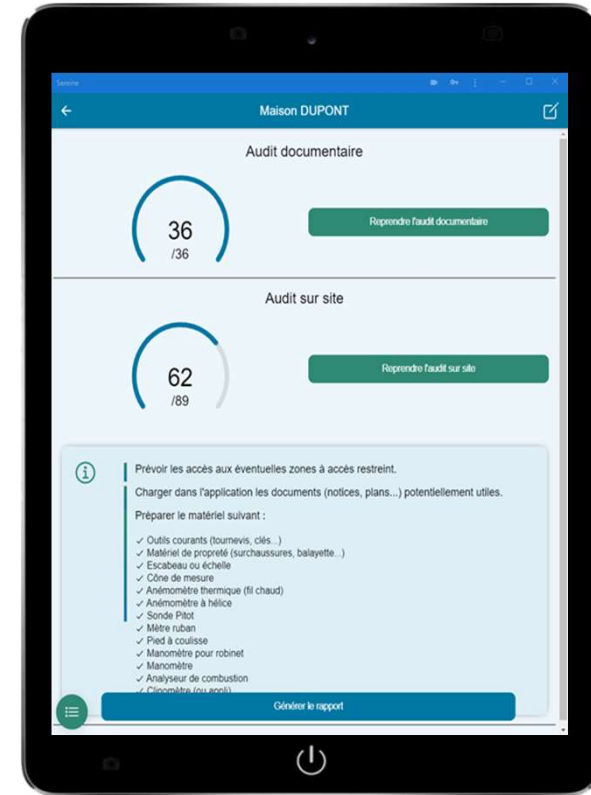 Sereine
Maison DUPONT
Audit documentaire
36
/36
Reprendre l'audit documentaire
Audit sur site
62
/89
Reprendre l'audit sur site
Prévoir les accès aux éventuelles zones à accès restreint.
Charger dans l'application les documents (notices, plans...) potentiellement utiles.
Préparer le matériel suivant :
✓ Outils courants (tournevis, clés...)
✓ Matériel de propreté (surchaussures, balayette...)
✓ Escabeau ou échelle
✓ Cône de mesure
✓ Anémomètre thermique (fil chaud)
✓ Anémomètre à hélice
✓ Sonde Pitot
✓ Mètre ruban
✓ Pied à coulisse
✓ Manomètre pour robinet
✓ Manomètre
✓ Analyseur de combustion
✓ Clinomètre (ou appli)
Générer le rapport